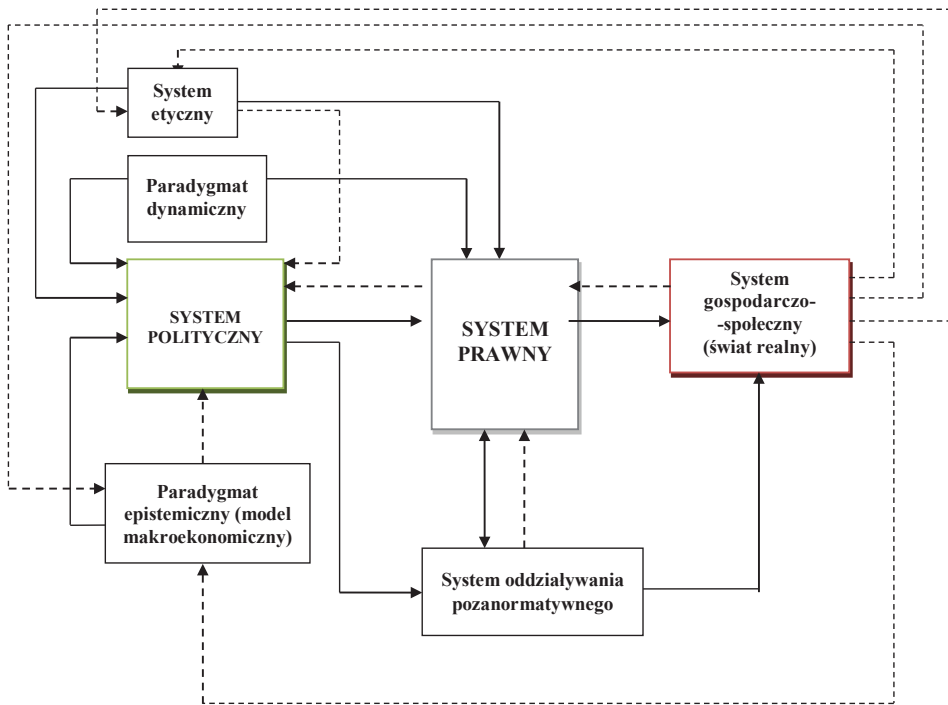 System
etyczny
Paradygmat
dynamiczny
SYSTEM
POLITYCZNY
SYSTEM
PRAWNY
System
gospodarczo-
-społeczny
(świat realny)
Paradygmat
epistemiczny (model
makroekonomiczny)
System oddziaływania
pozanormatywnego